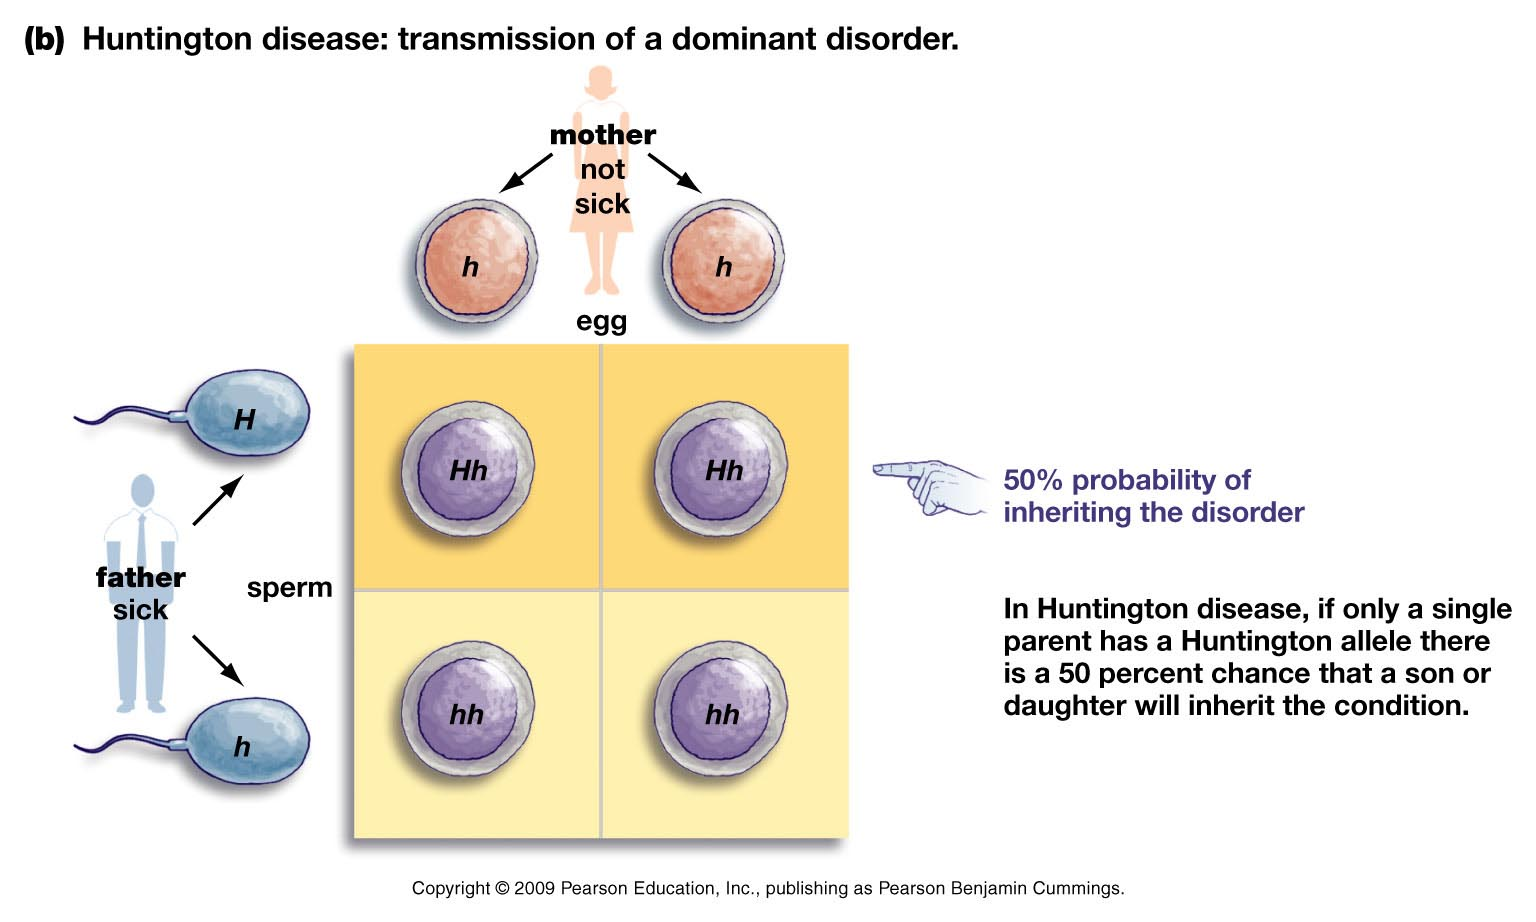 (b) Huntington disease: transmission of a dominant disorder.
mother
not
sick
h
h
egg
H
Hh
Hh
50% probability of
inheriting the disorder
father
sick
sperm
In Huntington disease, if only a single
parent has a Huntington allele there
is a 50 percent chance that a son or
daughter will inherit the condition.
h
hh
hh
Copyright © 2009 Pearson Education, Inc., publishing as Pearson Benjamin Cummings.